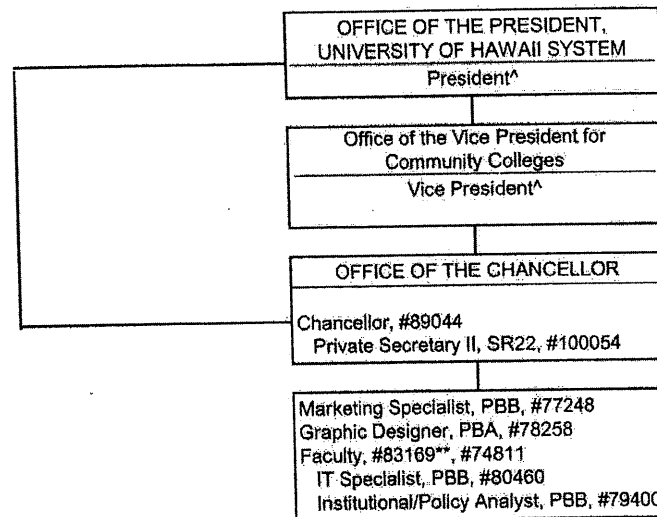 OFFICE OF THE PRESIDENT,
UNIVERSITY OF HAWAII SYSTEM
President^
Office of the Vice President for
Community Colleges
Vice President^
OFFICE OF THE CHANCELLOR
Chancellor, #89044
Private Secretary II, SR22, #100054
Marketing Specialist, PBB, #77248
Graphic Designer, PBA, #78258
Faculty, #83169**, #74811
IT Specialist, PBB, #80460
Institutional/Policy Analyst, PBB, #79400